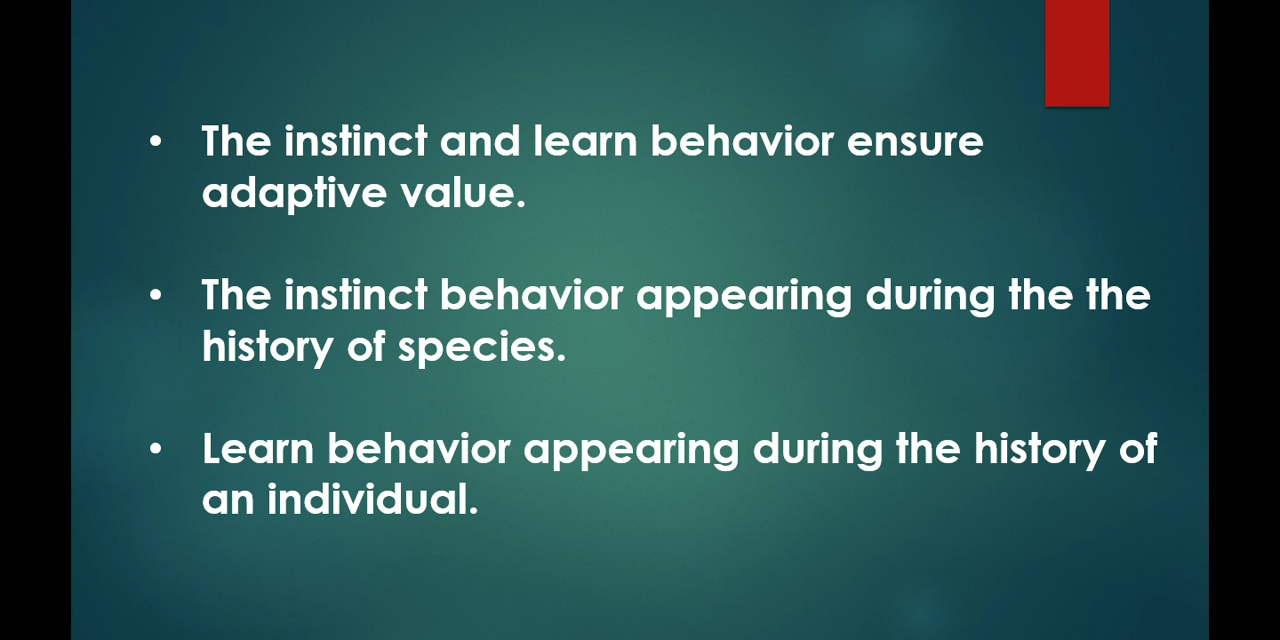 • The instinct and learn behavior ensure
adaptive value.
• The instinct behavior appearing during the the
history of species.
• Learn behavior appearing during the history of
an individual.